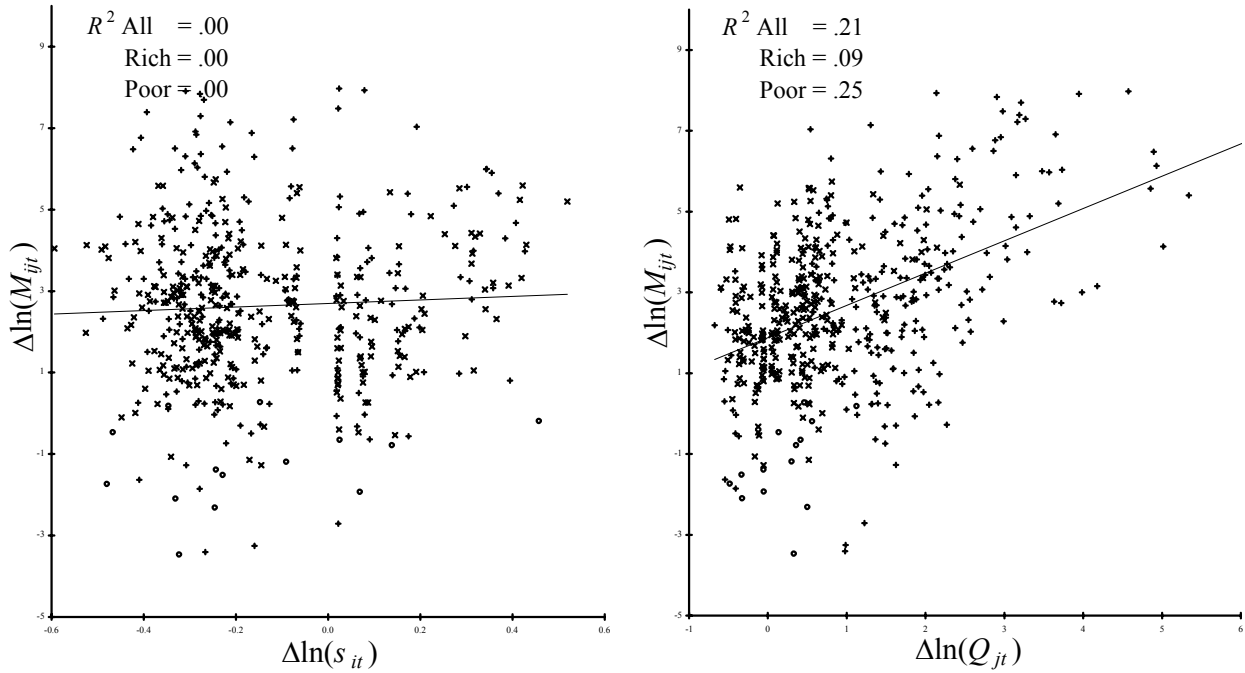 R² All = .00
Rich = .00
Poor = .00
9
7
5
3
1
-1
-3
-5
-0.6 -0.4 -0.2 0.0 0.2 0.4 0.6
Δln(M_ijt)
Δln(s_it)
R² All = .21
Rich = .09
Poor = .25
9
7
5
3
1
-1
-3
-5
-1 0 1 2 3 4 5 6
Δln(M_ijt)
Δln(Q_jt)